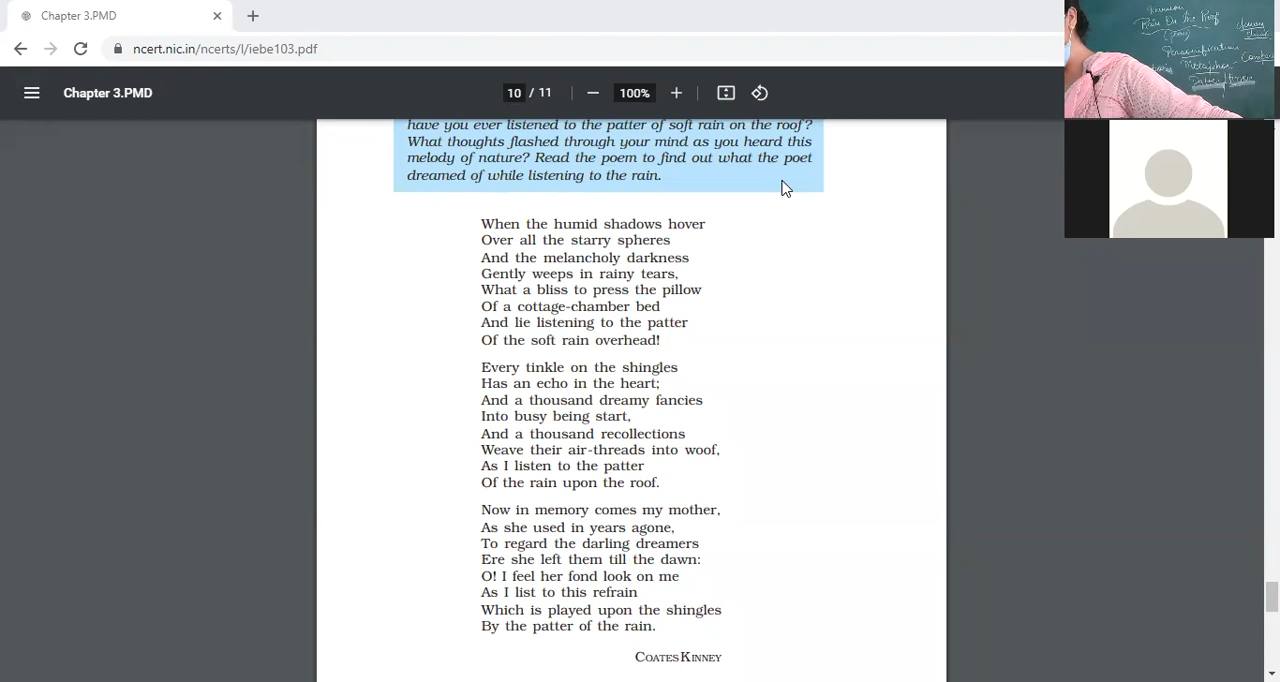 Chapter 3.PMD
ncert.nic.in/ncerts/l/iebe103.pdf
Chapter 3.PMD
10 / 11
100%
have you ever listened to the patter of soft rain on the roof?
What thoughts flashed through your mind as you heard this
melody of nature? Read the poem to find out what the poet
dreamed of while listening to the rain.
When the humid shadows hover
Over all the starry spheres
And the melancholy darkness
Gently weeps in rainy tears,
What a bliss to press the pillow
Of a cottage-chamber bed
And lie listening to the patter
Of the soft rain overhead!
Every tinkle on the shingles
Has an echo in the heart;
And a thousand dreamy fancies
Into busy being start,
And a thousand recollections
Weave their air-threads into woof,
As I listen to the patter
Of the rain upon the roof.
Now in memory comes my mother,
As she used in years agone,
To regard the darling dreamers
Ere she left them till the dawn:
O! I feel her fond look on me
As I list to this refrain
Which is played upon the shingles
By the patter of the rain.
Coates Kinney
Rain On the Roof
Personification
Metaphor